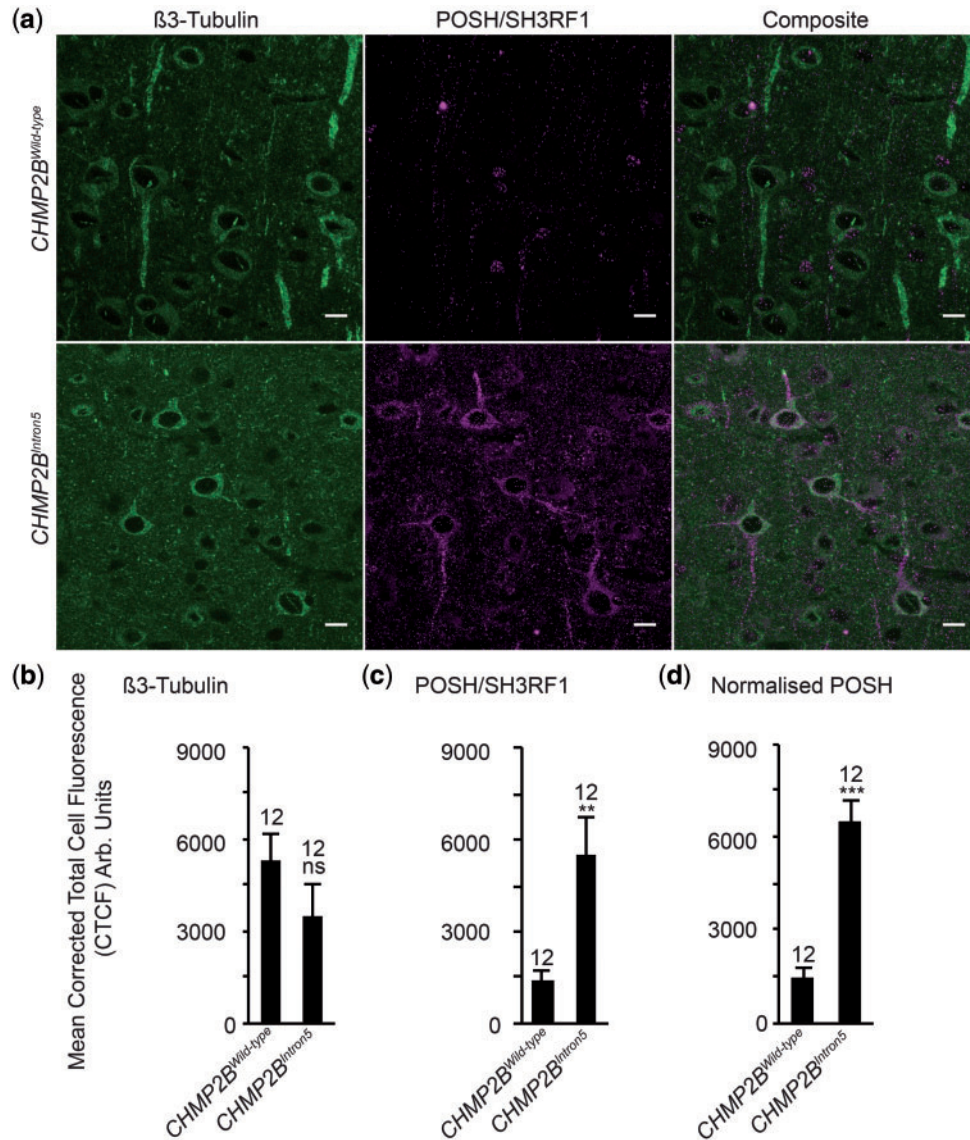 (a) ß3-Tubulin POSH/SH3RF1 Composite
CHMP2BWild-type
CHMP2BIntron5
(b) ß3-Tubulin (c) POSH/SH3RF1 (d) Normalised POSH
Mean Corrected Total Cell Fluorescence
(CTCF) Arb. Units
9000
6000
3000
0
12
12
ns
CHMP2BWild-type
CHMP2BIntron5
9000
6000
3000
0
12
12
**
CHMP2BWild-type
CHMP2BIntron5
9000
6000
3000
0
12
12
***
CHMP2BWild-type
CHMP2BIntron5